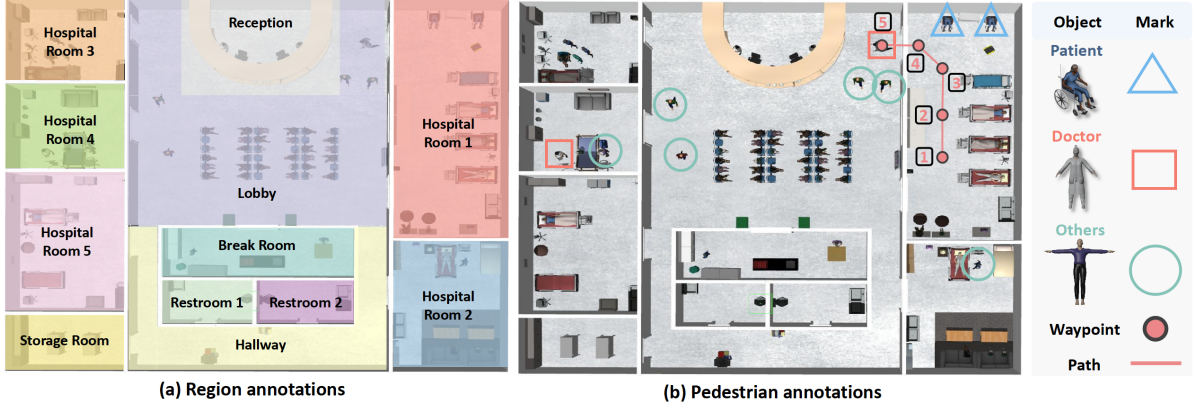 Hospital
Room 3
Reception
Hospital
Room 4
Hospital
Room 1
Lobby
Hospital
Room 5
Break Room
Restroom 1
Restroom 2
Hospital
Room 2
Storage Room
Hallway
(a) Region annotations
5
4
3
2
1
(b) Pedestrian annotations
Object Mark
Patient
Doctor
Others
Waypoint
Path